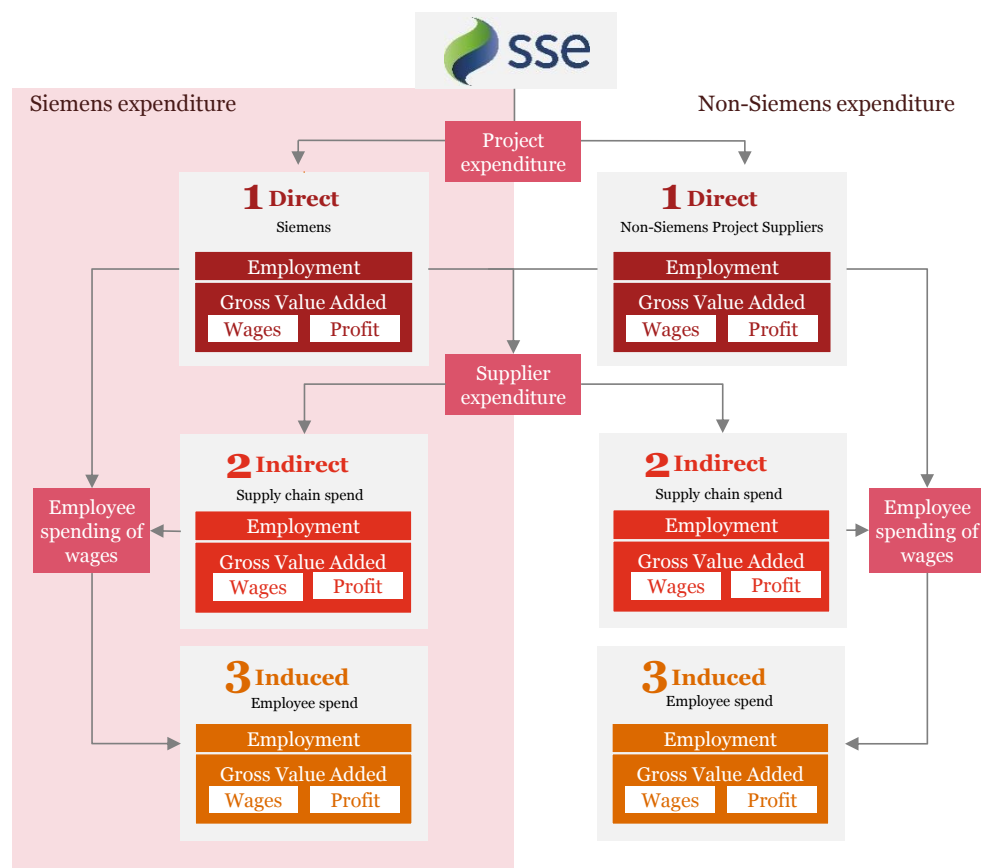 sse
Siemens expenditure
Non-Siemens expenditure
Project
expenditure
1 Direct
Siemens
Employment
Gross Value Added
Wages Profit
1 Direct
Non-Siemens Project Suppliers
Employment
Gross Value Added
Wages Profit
Supplier
expenditure
2 Indirect
Supply chain spend
Employment
Gross Value Added
Wages Profit
2 Indirect
Supply chain spend
Employment
Gross Value Added
Wages Profit
Employee
spending of
wages
Employee
spending of
wages
3 Induced
Employee spend
Employment
Gross Value Added
Wages Profit
3 Induced
Employee spend
Employment
Gross Value Added
Wages Profit